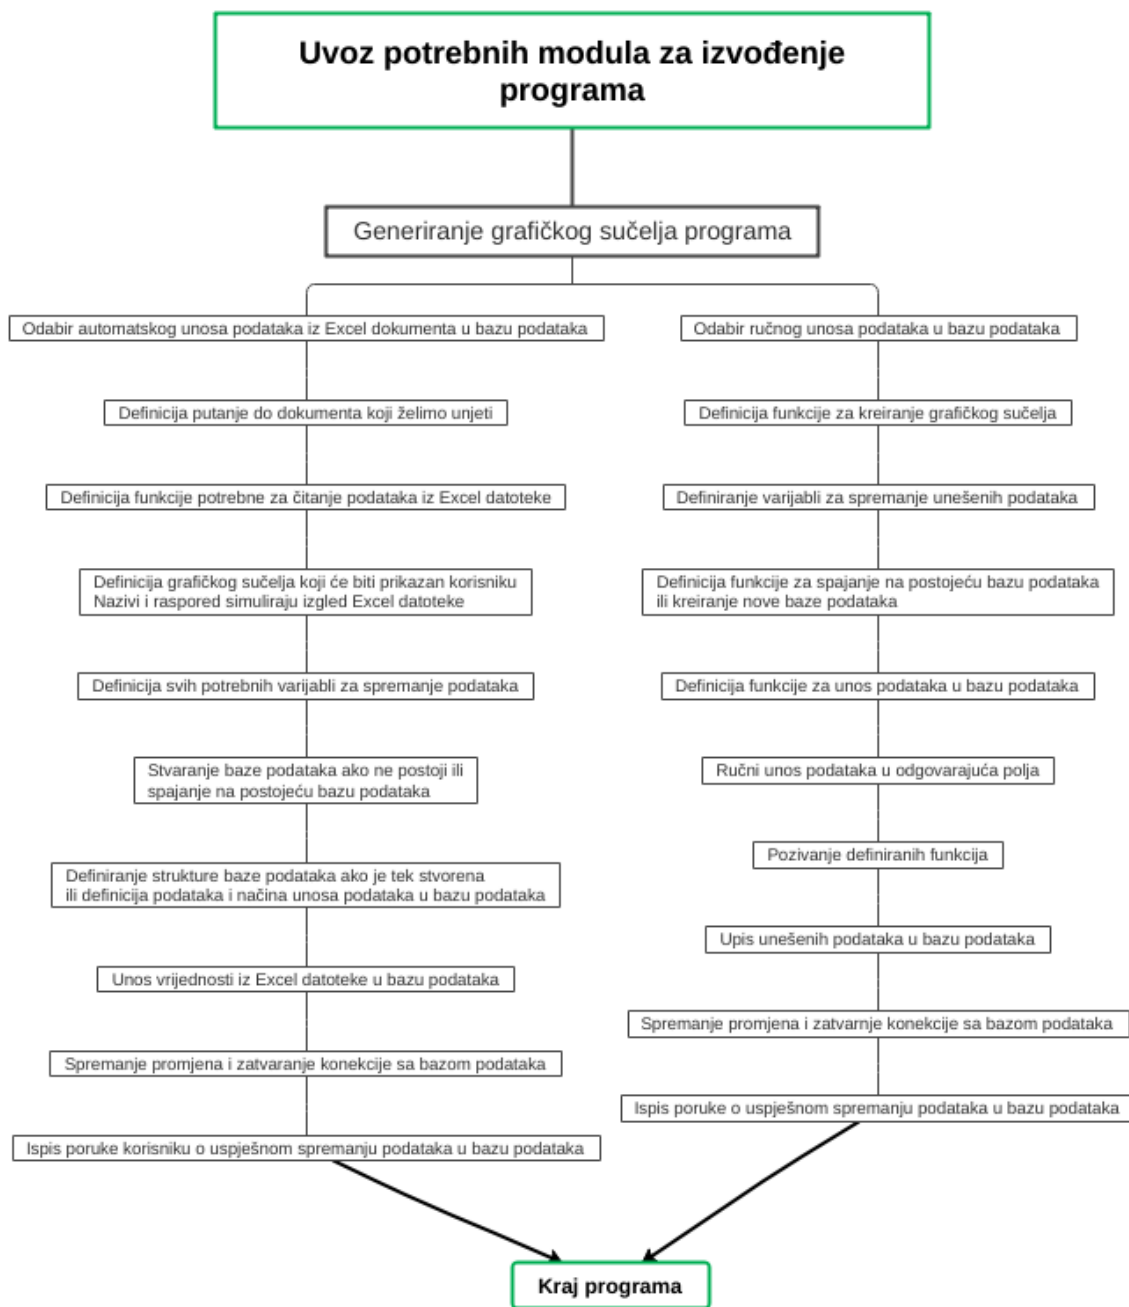 Uvoz potrebnih modula za izvođenje
programa
Generiranje grafičkog sučelja programa
Odabir automatskog unosa podataka iz Excel dokumenta u bazu podataka
Definicija putanje do dokumenta koji želimo unjeti
Definicija funkcije potrebne za čitanje podataka iz Excel datoteke
Definicija grafičkog sučelja koji će biti prikazan korisniku
Nazivi i raspored simuliraju izgled Excel datoteke
Definicija svih potrebnih varijabli za spremanje podataka
Stvaranje baze podataka ako ne postoji ili
spajanje na postojeću bazu podataka
Definiranje strukture baze podataka ako je tek stvorena
ili definicija podataka i načina unosa podataka u bazu podataka
Unos vrijednosti iz Excel datoteke u bazu podataka
Spremanje promjena i zatvaranje konekcije sa bazom podataka
Ispis poruke korisniku o uspješnom spremanju podataka u bazu podataka
Odabir ručnog unosa podataka u bazu podataka
Definicija funkcije za kreiranje grafičkog sučelja
Definiranje varijabli za spremanje unešenih podataka
Definicija funkcije za spajanje na postojeću bazu podataka
ili kreiranje nove baze podataka
Definicija funkcije za unos podataka u bazu podataka
Ručni unos podataka u odgovarajuća polja
Pozivanje definiranih funkcija
Upis unešenih podataka u bazu podataka
Spremanje promjena i zatvarnje konekcije sa bazom podataka
Ispis poruke o uspješnom spremanju podataka u bazu podataka
Kraj programa